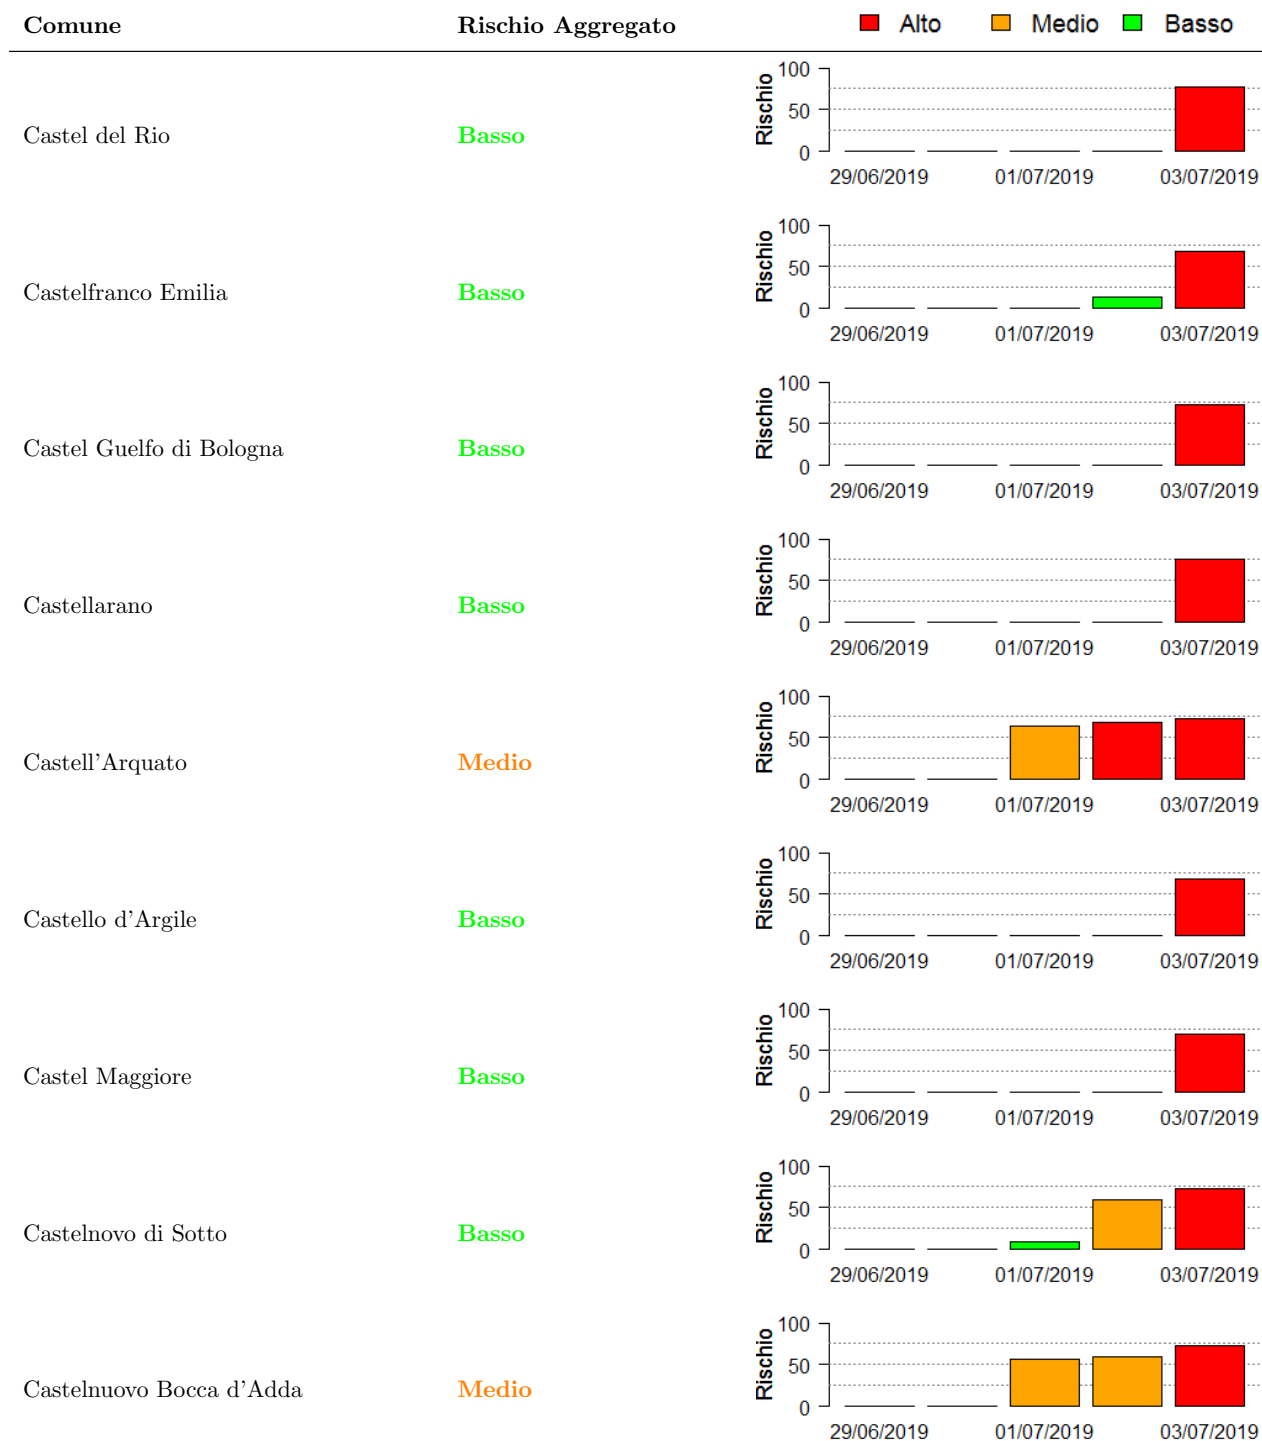 Comune Rischio Aggregato Alto Medio Basso
Castel del Rio Basso Rischio 100 50 0
29/06/2019 01/07/2019 03/07/2019
Castelfranco Emilia Basso Rischio 100 50 0
29/06/2019 01/07/2019 03/07/2019
Castel Guelfo di Bologna Basso Rischio 100 50 0
29/06/2019 01/07/2019 03/07/2019
Castellarano Basso Rischio 100 50 0
29/06/2019 01/07/2019 03/07/2019
Castell'Arquato Medio Rischio 100 50 0
29/06/2019 01/07/2019 03/07/2019
Castello d'Argile Basso Rischio 100 50 0
29/06/2019 01/07/2019 03/07/2019
Castel Maggiore Basso Rischio 100 50 0
29/06/2019 01/07/2019 03/07/2019
Castelnovo di Sotto Basso Rischio 100 50 0
29/06/2019 01/07/2019 03/07/2019
Castelnuovo Bocca d'Adda Medio Rischio 100 50 0
29/06/2019 01/07/2019 03/07/2019